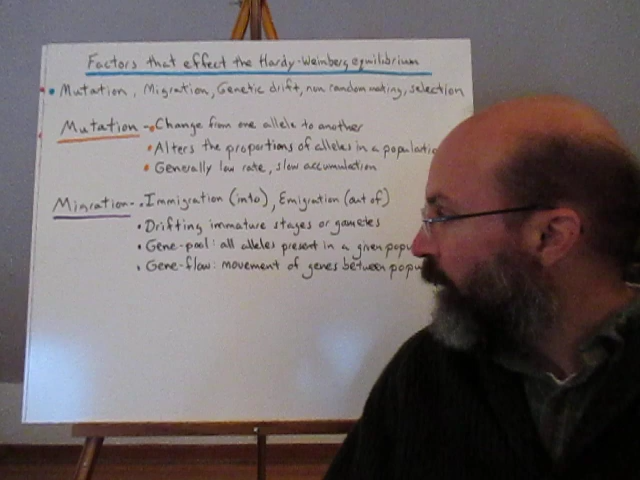 Factors that effect the Hardy-Weinberg equilibrium
• Mutation, Migration, Genetic drift, non random mating, selection
Mutation - • Change from one allele to another
• Alters the proportions of alleles in a populatio
• Generally low rate, slow accumulation
Migration - • Immigration (into), Emigration (out of)
• Drifting immature stages or gametes
• Gene-pool: all alleles present in a given popu
• Gene-flow: movement of genes between popu